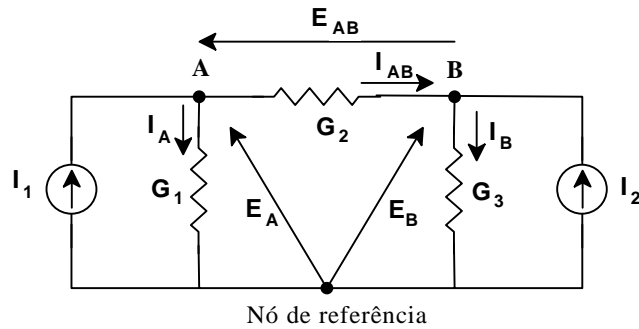 E_AB
A
I_AB
B
I_A
G_2
I_B
I_1
G_1
E_A
E_B
G_3
I_2
Nó de referência